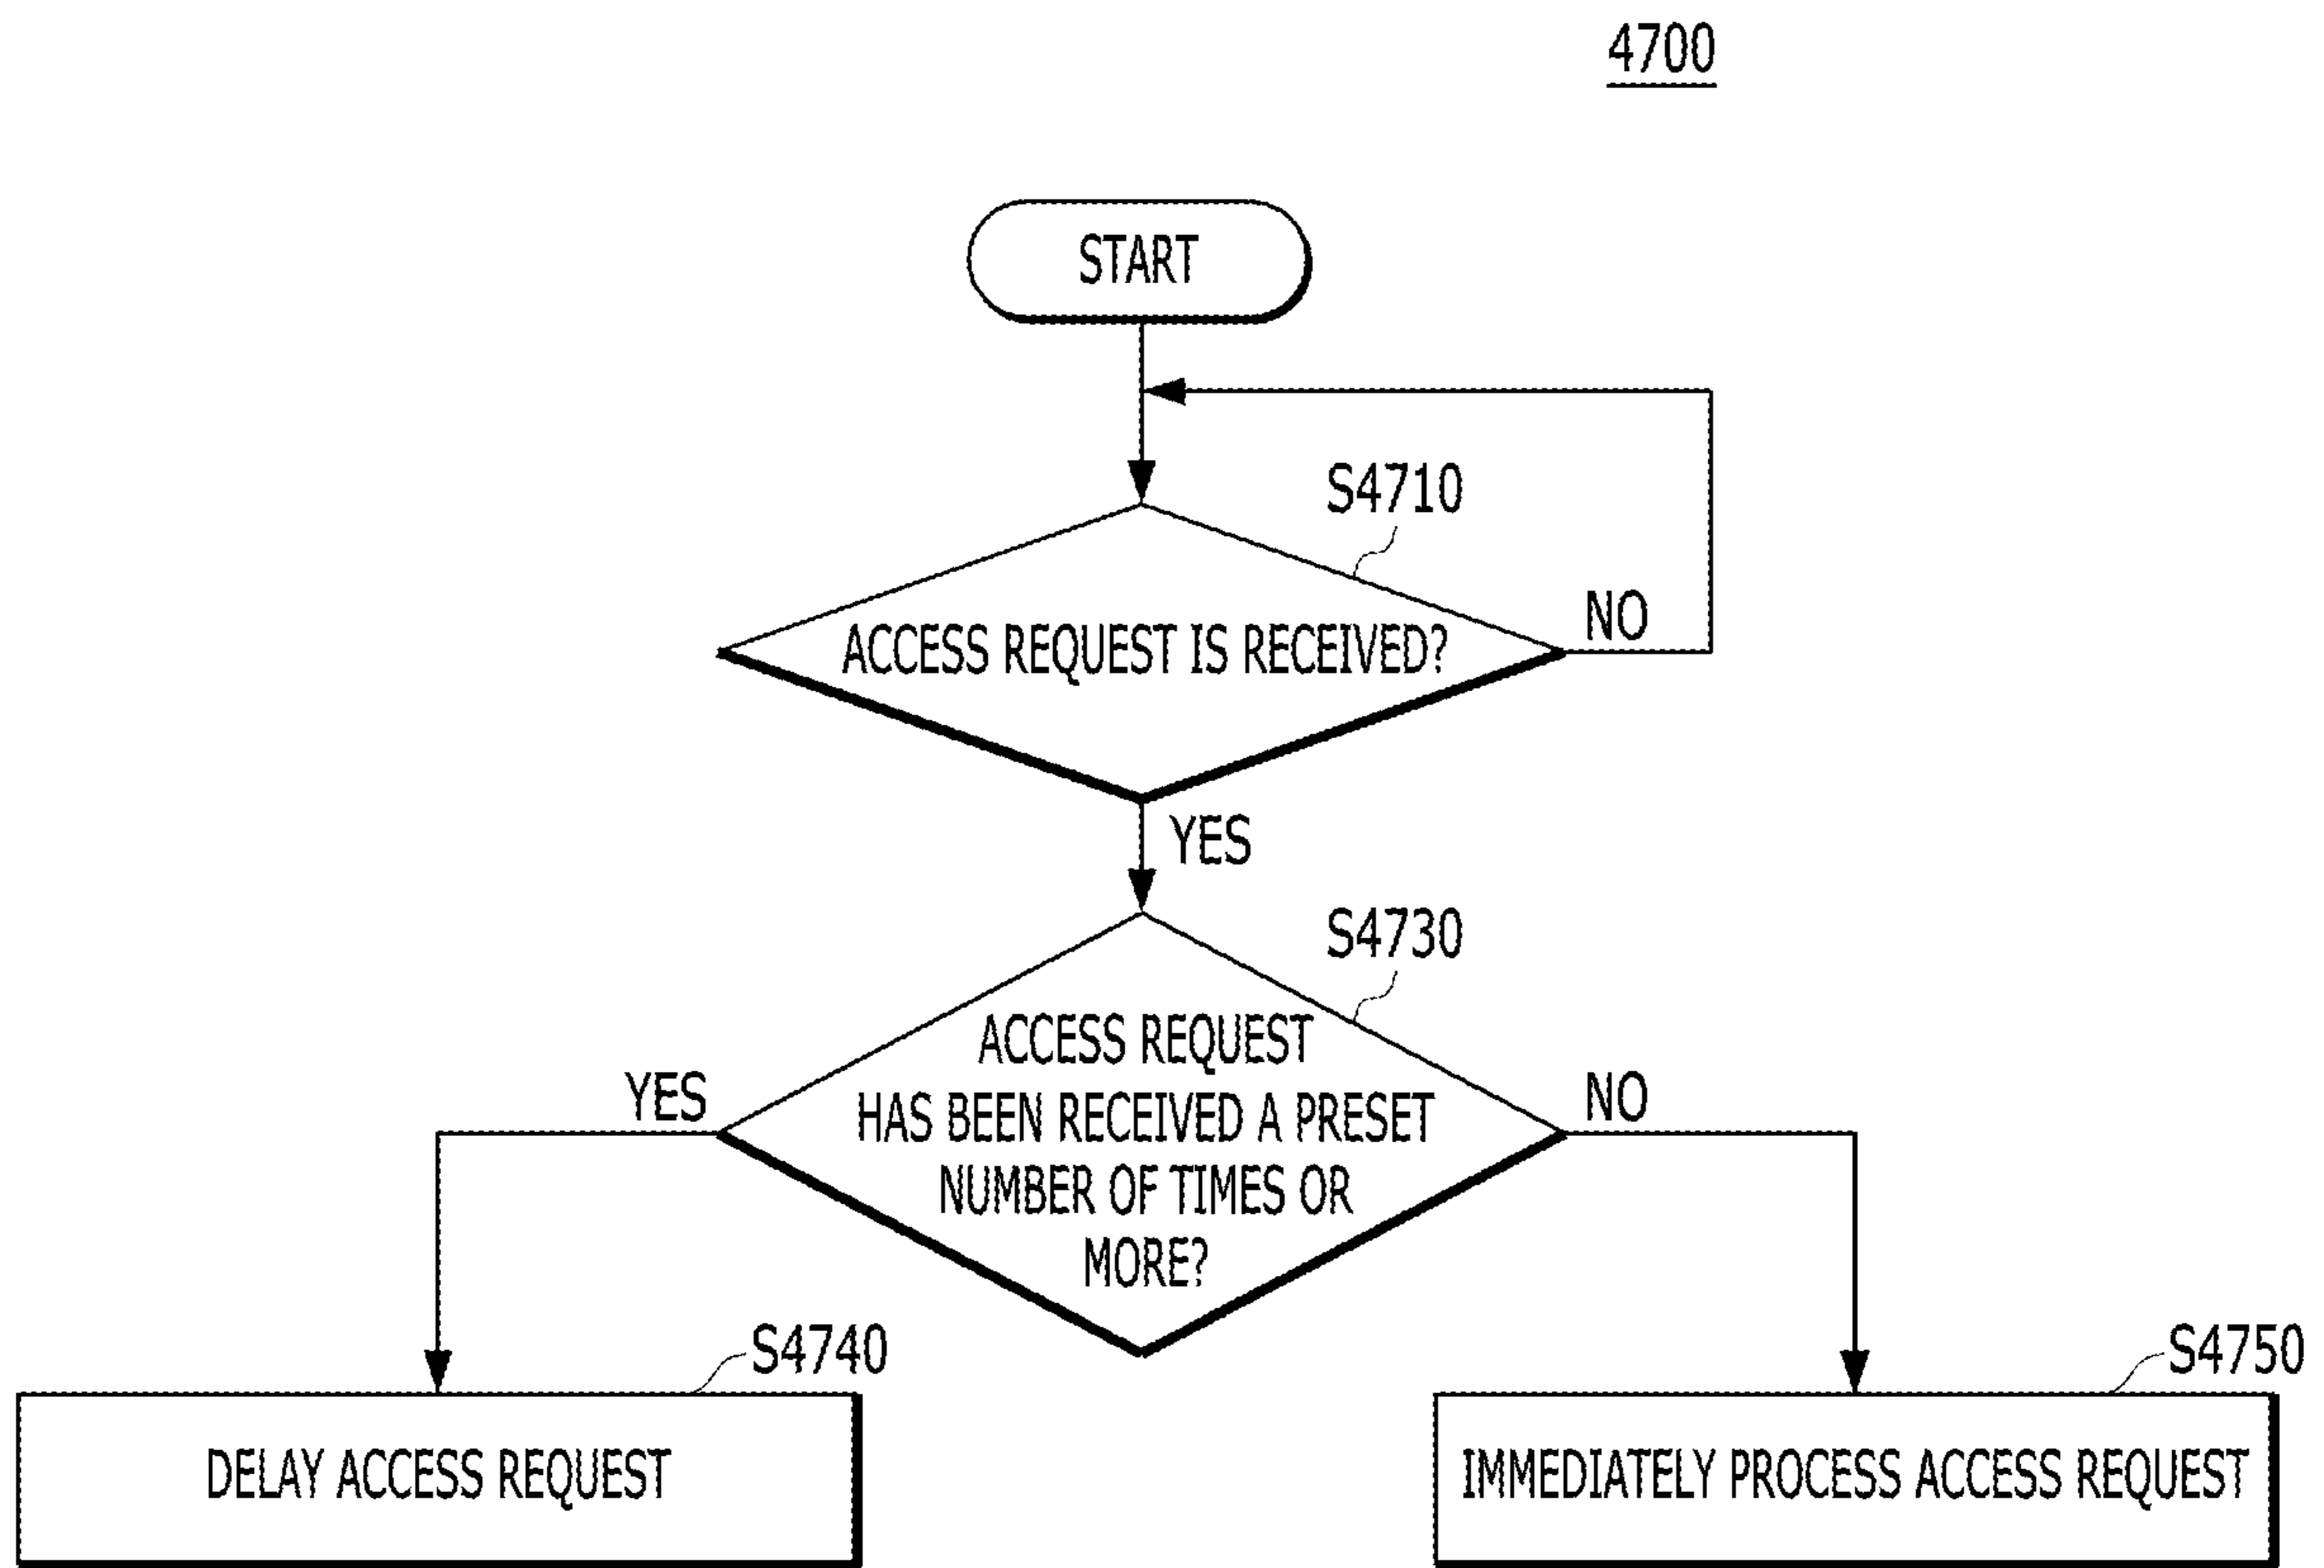 4700
START
S4710
ACCESS REQUEST IS RECEIVED?
NO
YES
S4730
ACCESS REQUEST
HAS BEEN RECEIVED A PRESET
NUMBER OF TIMES OR
MORE?
YES
NO
S4740
DELAY ACCESS REQUEST
S4750
IMMEDIATELY PROCESS ACCESS REQUEST